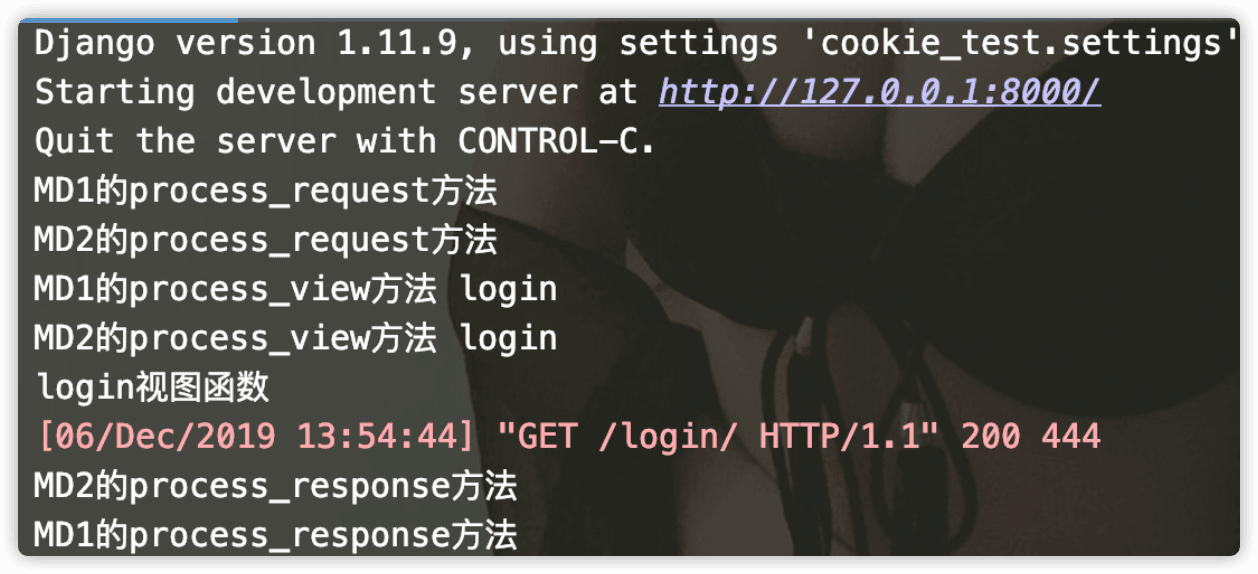 Django version 1.11.9, using settings 'cookie_test.settings'
Starting development server at http://127.0.0.1:8000/
Quit the server with CONTROL-C.
MD1的process_request方法
MD2的process_request方法
MD1的process_view方法 login
MD2的process_view方法 login
login视图函数
[06/Dec/2019 13:54:44] "GET /login/ HTTP/1.1" 200 444
MD2的process_response方法
MD1的process_response方法